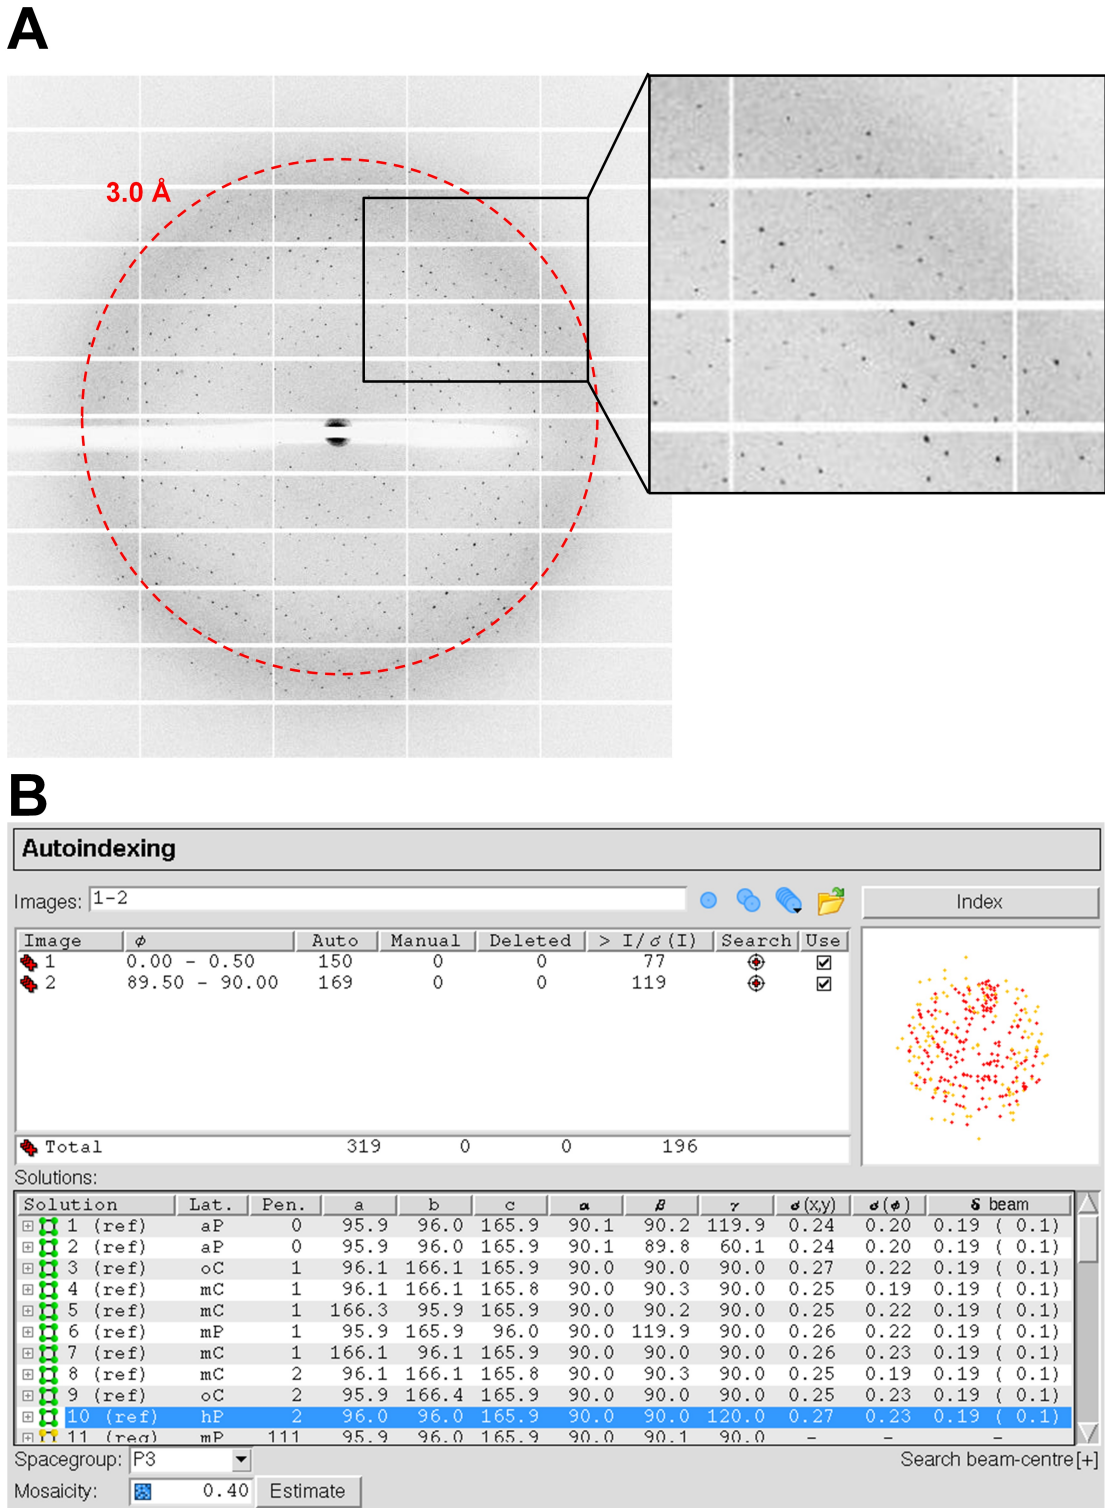 A
3.0 Å
B
Autoindexing
Images: 1-2
Index
Image ϕ Auto Manual Deleted > I/σ(I) Search Use
1 0.00 - 0.50 150 0 0 77
2 89.50 - 90.00 169 0 0 119
Total 319 0 0 196
Solutions:
Solution Lat. Pen. a b c α β γ σ(x,y) σ(ϕ) δ beam
1 (ref) aP 0 95.9 96.0 165.9 90.1 90.2 119.9 0.24 0.20 0.19 ( 0.1)
2 (ref) aP 0 95.9 96.0 165.9 90.1 89.8 60.1 0.24 0.20 0.19 ( 0.1)
3 (ref) oC 1 96.1 166.1 165.9 90.0 90.0 90.0 0.27 0.22 0.19 ( 0.1)
4 (ref) mC 1 96.1 166.1 165.8 90.0 90.3 90.0 0.25 0.19 0.19 ( 0.1)
5 (ref) mC 1 166.3 95.9 165.9 90.0 90.2 90.0 0.25 0.22 0.19 ( 0.1)
6 (ref) mP 1 95.9 165.9 96.0 90.0 119.9 90.0 0.26 0.22 0.19 ( 0.1)
7 (ref) mC 1 166.1 96.1 165.9 90.0 90.0 90.0 0.26 0.23 0.19 ( 0.1)
8 (ref) mC 2 96.1 166.1 165.8 90.0 90.3 90.0 0.25 0.19 0.19 ( 0.1)
9 (ref) oC 2 95.9 166.4 165.9 90.0 90.0 90.0 0.25 0.23 0.19 ( 0.1)
10 (ref) hP 2 96.0 96.0 165.9 90.0 90.0 120.0 0.27 0.23 0.19 ( 0.1)
11 (reg) mP 111 95.9 96.0 165.9 90.0 90.1 90.0 - - -
Spacegroup: P3
Search beam-centre [+]
Mosaicity: 0.40 Estimate